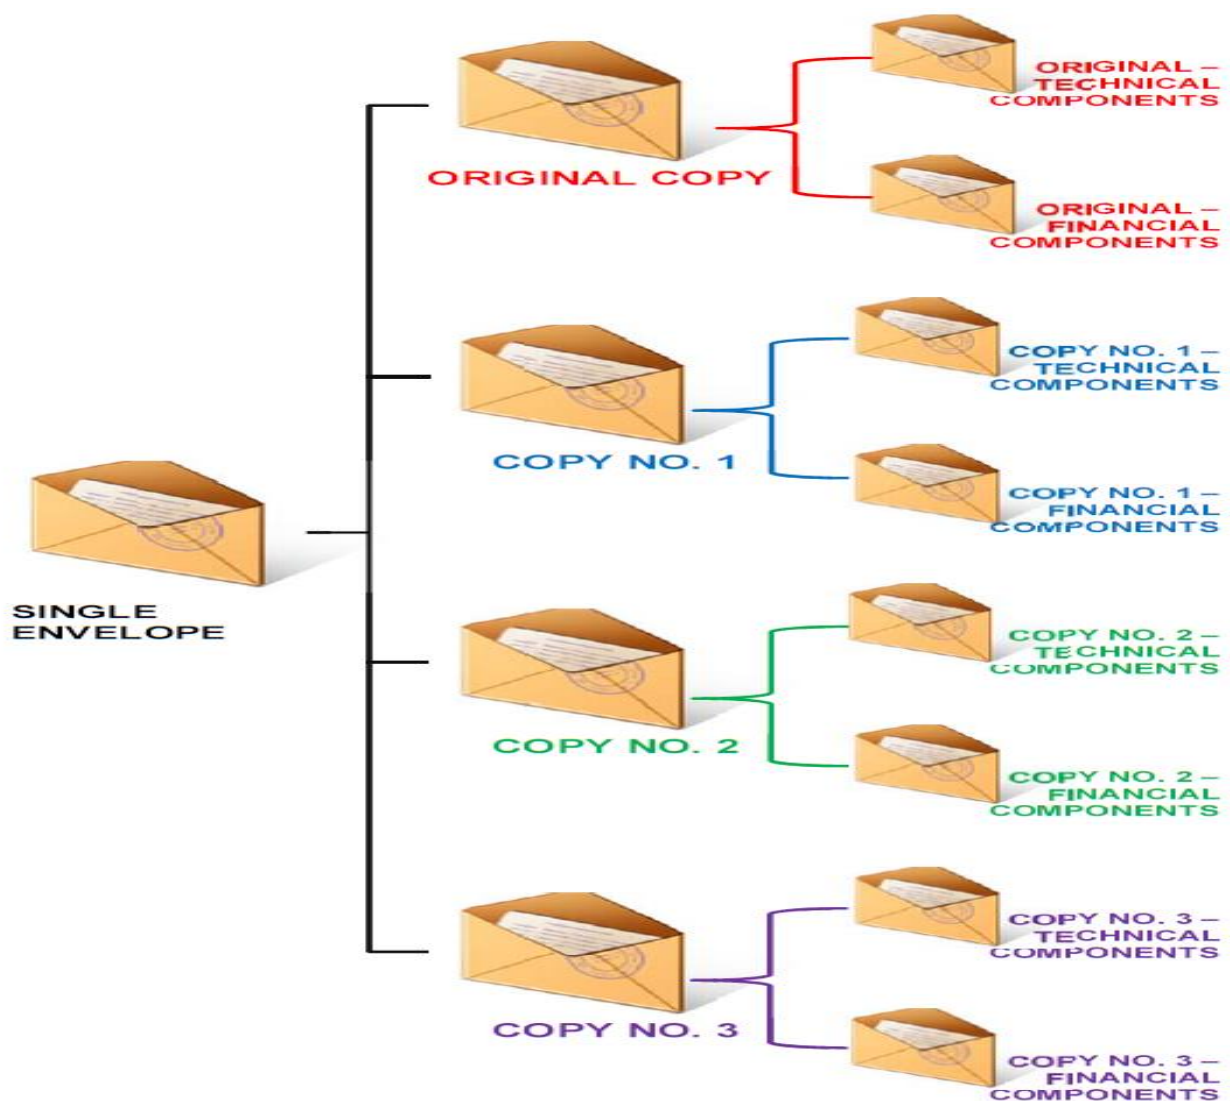 ORIGINAL –
TECHNICAL
COMPONENTS
ORIGINAL COPY
ORIGINAL –
FINANCIAL
COMPONENTS
COPY NO. 1 –
TECHNICAL
COMPONENTS
COPY NO. 1
COPY NO. 1 –
FINANCIAL
COMPONENTS
SINGLE
ENVELOPE
COPY NO. 2 –
TECHNICAL
COMPONENTS
COPY NO. 2
COPY NO. 2 –
FINANCIAL
COMPONENTS
COPY NO. 3 –
TECHNICAL
COMPONENTS
COPY NO. 3
COPY NO. 3 –
FINANCIAL
COMPONENTS